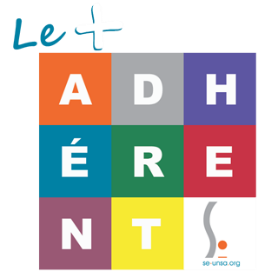 Le +
ADH
ÉRE
NT
se-unsa.org